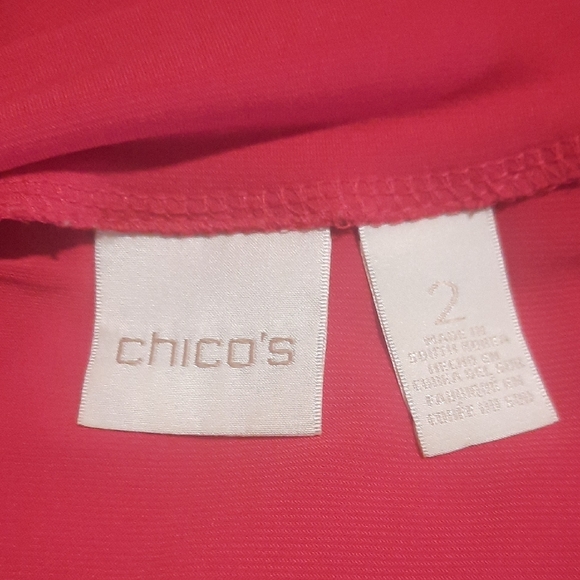 chico's
2
MADE IN
SOUTH KOREA
HECHO EN
COREA DEL SUR
FABRIQUÉ EN
CORÉE DU SUD